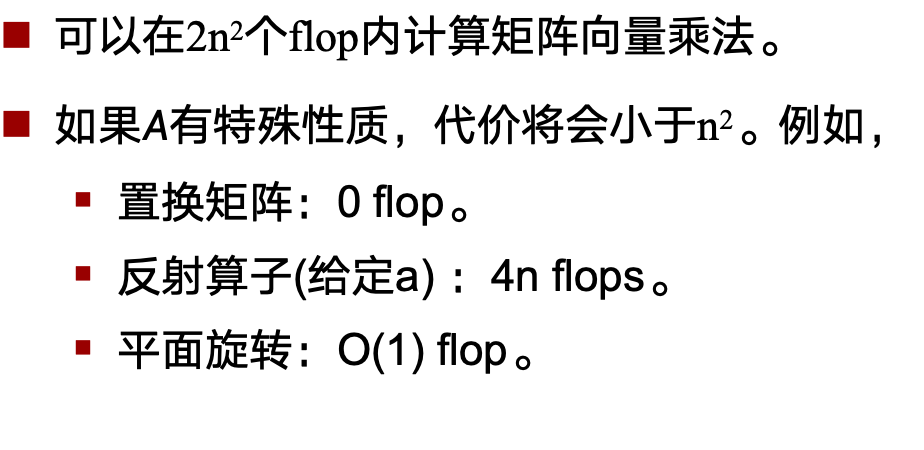 可以在2n²个flop内计算矩阵向量乘法。
如果A有特殊性质，代价将会小于n²。例如，
置换矩阵：0 flop。
反射算子(给定a)：4n flops。
平面旋转：O(1) flop。